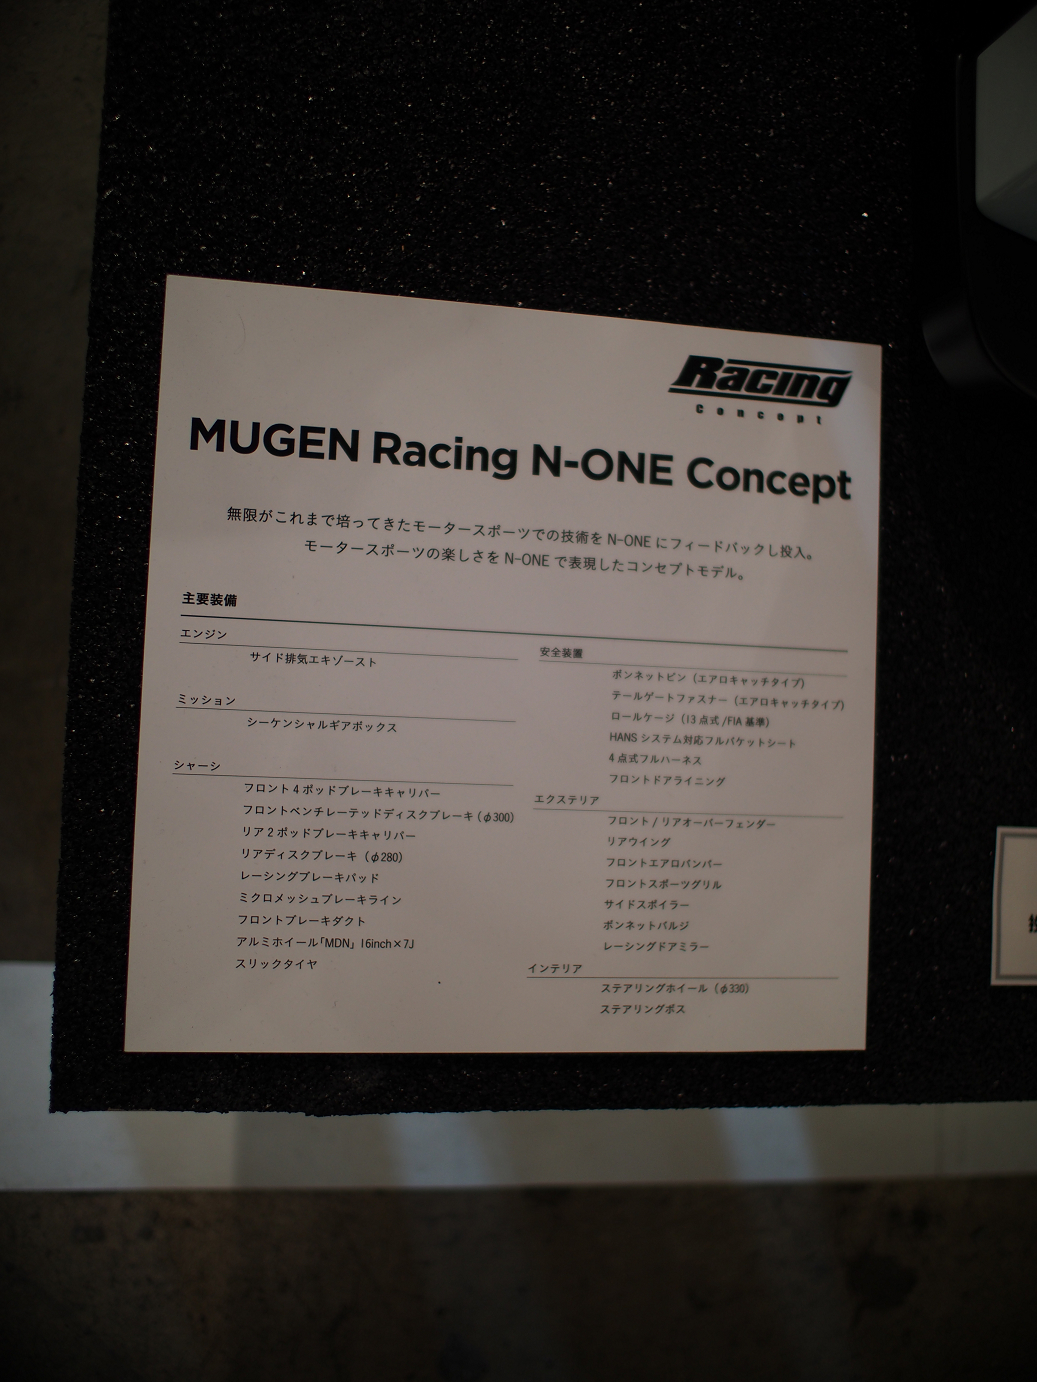 Racing
Concept
MUGEN Racing N-ONE Concept
無限がこれまで培ってきたモータースポーツでの技術を N-ONE にフィードバックし投入。
モータースポーツの楽しさを N-ONE で表現したコンセプトモデル。
主要装備
エンジン
サイド排気エキゾースト
ミッション
シーケンシャルギアボックス
シャーシ
フロント4ポッドブレーキキャリパー
フロントベンチレーテッドディスクブレーキ（φ300）
リア2ポッドブレーキキャリパー
リアディスクブレーキ（φ280）
レーシングブレーキパッド
ミクロメッシュブレーキライン
フロントブレーキダクト
アルミホイール「MDN」16inch×7J
スリックタイヤ
安全装置
ボンネットピン（エアロキャッチタイプ）
テールゲートファスナー（エアロキャッチタイプ）
ロールケージ（13点式/FIA基準）
HANSシステム対応フルバケットシート
4点式フルハーネス
フロントドアライニング
エクステリア
フロント/リアオーバーフェンダー
リアウイング
フロントエアロバンパー
フロントスポーツグリル
サイドスポイラー
ボンネットバルジ
レーシングドアミラー
インテリア
ステアリングホイール（φ330）
ステアリングボス